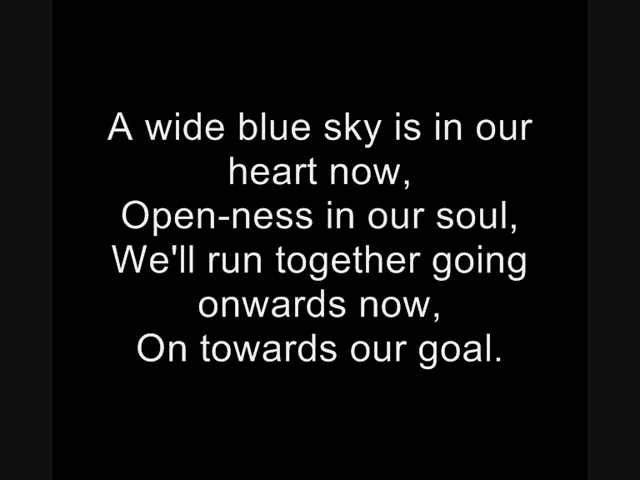 A wide blue sky is in our
heart now,
Open-ness in our soul,
We'll run together going
onwards now,
On towards our goal.